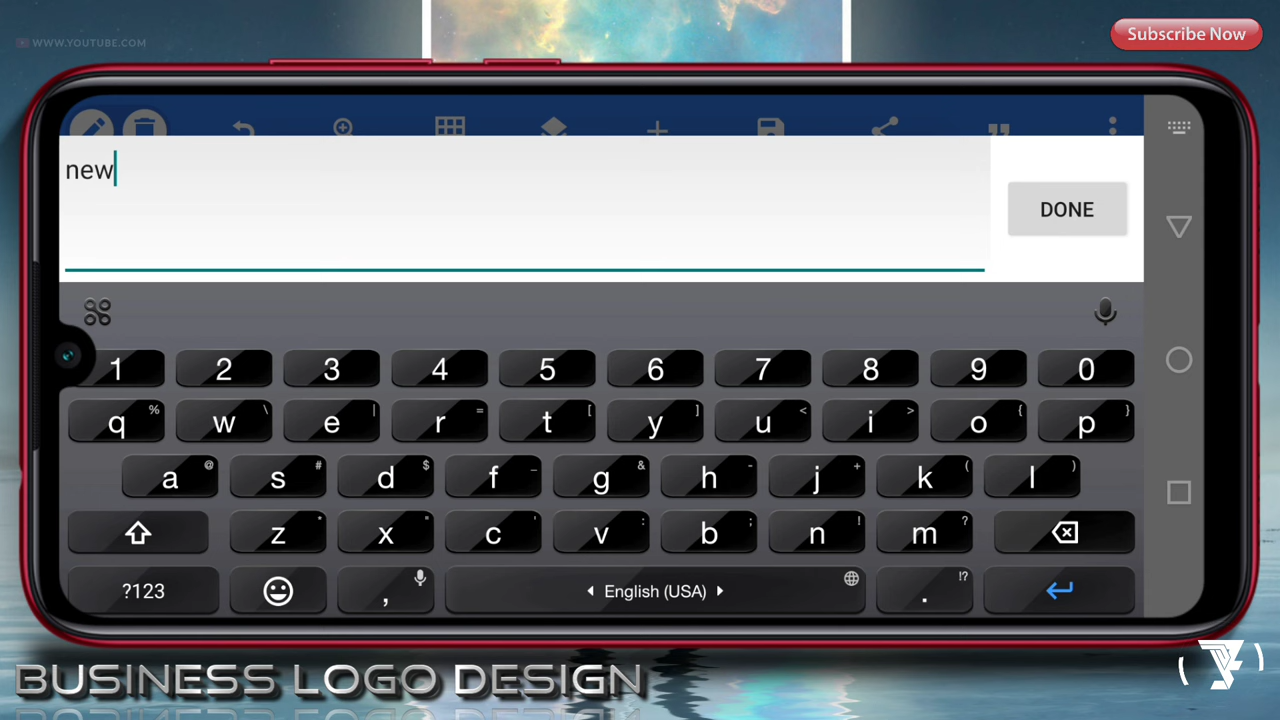 WWW.YOUTUBE.COM
Subscribe Now
new
DONE
1 2 3 4 5 6 7 8 9 0
q % w \ e | r = t [ y ] u < i > o { p }
a @ s # d $ f _ g & h - j + k ( l )
z * x " c ' v : b ; n ! m ?
?123 , English (USA) . !?
BUSINESS LOGO DESIGN